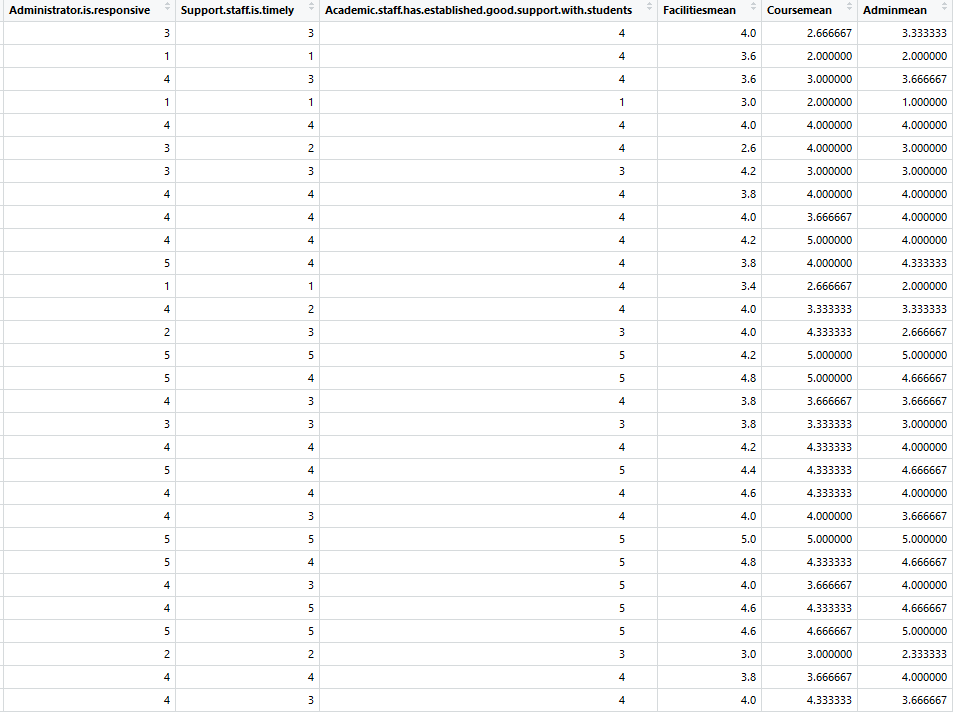 Administrator.is.responsive Support.staff.is.timely Academic.staff.has.established.good.support.with.students Facilitiesmean Coursemean Adminmean
3 3 4 4.0 2.666667 3.333333
1 1 4 3.6 2.000000 2.000000
4 3 4 3.6 3.000000 3.666667
1 1 1 3.0 2.000000 1.000000
4 4 4 4.0 4.000000 4.000000
3 2 4 2.6 4.000000 3.000000
3 3 3 4.2 3.000000 3.000000
4 4 4 3.8 4.000000 4.000000
4 4 4 4.0 3.666667 4.000000
4 4 4 4.2 5.000000 4.000000
5 4 4 3.8 4.000000 4.333333
1 1 4 3.4 2.666667 2.000000
4 2 4 4.0 3.333333 3.333333
2 3 3 4.0 4.333333 2.666667
5 5 5 4.2 5.000000 5.000000
5 4 5 4.8 5.000000 4.666667
4 3 4 3.8 3.666667 3.666667
3 3 3 3.8 3.333333 3.000000
4 4 4 4.2 4.333333 4.000000
5 4 5 4.4 4.333333 4.666667
4 4 4 4.6 4.333333 4.000000
4 3 4 4.0 4.000000 3.666667
5 5 5 5.0 5.000000 5.000000
5 4 5 4.8 4.333333 4.666667
4 3 5 4.0 3.666667 4.000000
4 5 5 4.6 4.333333 4.666667
5 5 5 4.6 4.666667 5.000000
2 2 3 3.0 3.000000 2.333333
4 4 4 3.8 3.666667 4.000000
4 3 4 4.0 4.333333 3.666667